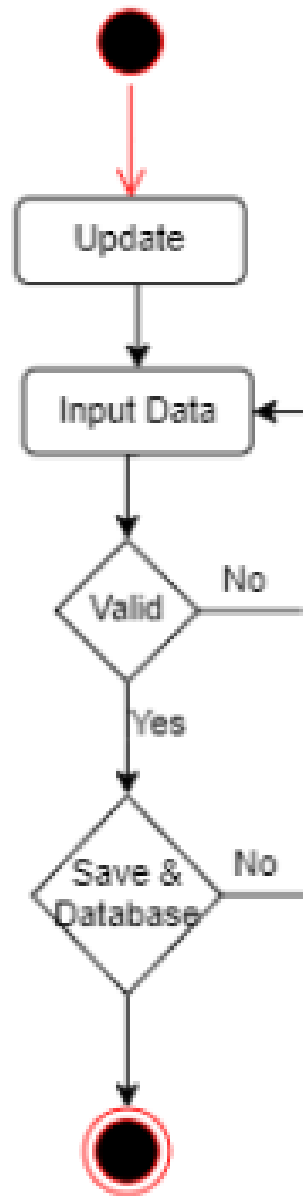 Update
Input Data
Valid
No
Yes
Save &
Database
No